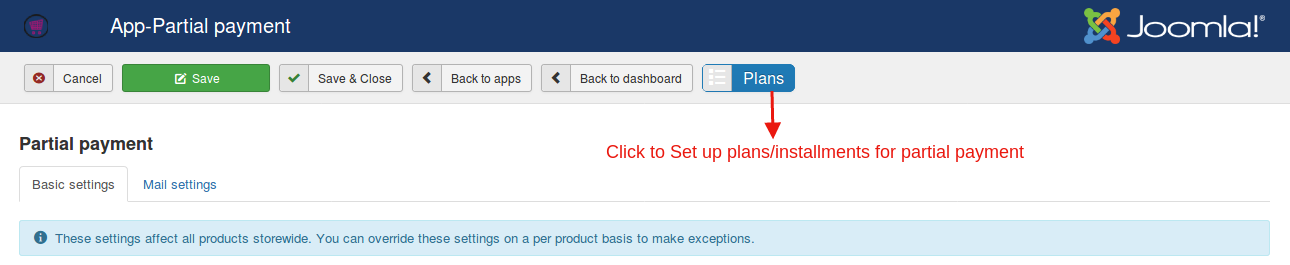 App-Partial payment
Joomla!®
Cancel Save Save & Close Back to apps Back to dashboard Plans
Click to Set up plans/installments for partial payment
Partial payment
Basic settings Mail settings
These settings affect all products storewide. You can override these settings on a per product basis to make exceptions.